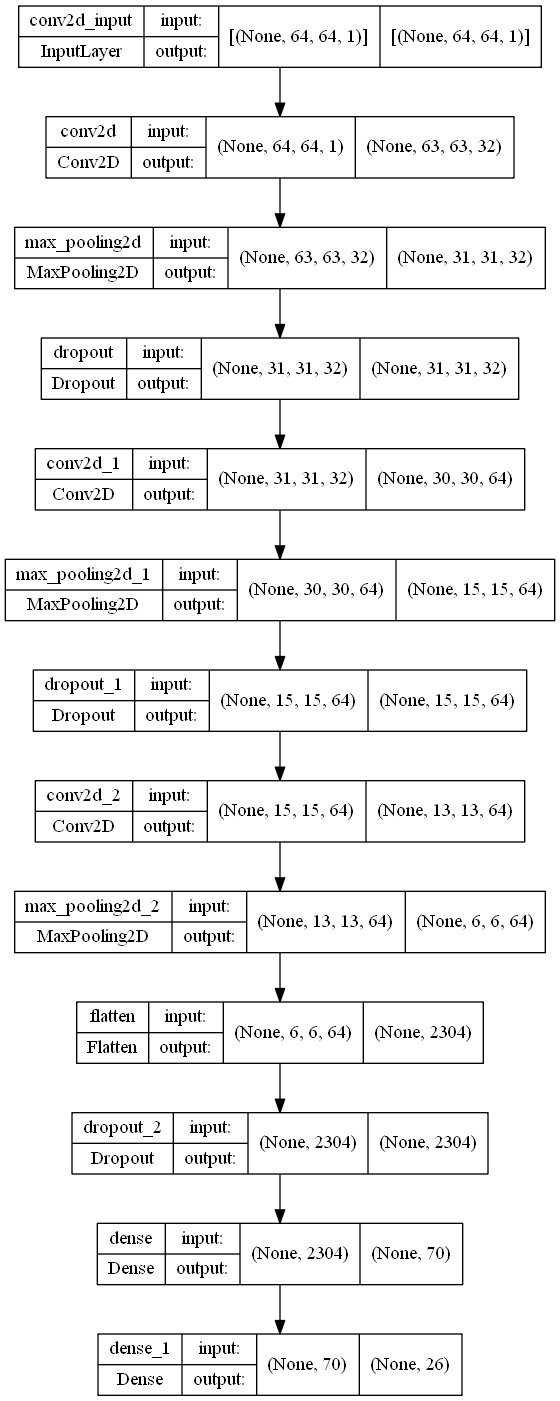 conv2d_input input: [(None, 64, 64, 1)] [(None, 64, 64, 1)]
InputLayer output:
conv2d input: (None, 64, 64, 1) (None, 63, 63, 32)
Conv2D output:
max_pooling2d input: (None, 63, 63, 32) (None, 31, 31, 32)
MaxPooling2D output:
dropout input: (None, 31, 31, 32) (None, 31, 31, 32)
Dropout output:
conv2d_1 input: (None, 31, 31, 32) (None, 30, 30, 64)
Conv2D output:
max_pooling2d_1 input: (None, 30, 30, 64) (None, 15, 15, 64)
MaxPooling2D output:
dropout_1 input: (None, 15, 15, 64) (None, 15, 15, 64)
Dropout output:
conv2d_2 input: (None, 15, 15, 64) (None, 13, 13, 64)
Conv2D output:
max_pooling2d_2 input: (None, 13, 13, 64) (None, 6, 6, 64)
MaxPooling2D output:
flatten input: (None, 6, 6, 64) (None, 2304)
Flatten output:
dropout_2 input: (None, 2304) (None, 2304)
Dropout output:
dense input: (None, 2304) (None, 70)
Dense output:
dense_1 input: (None, 70) (None, 26)
Dense output: